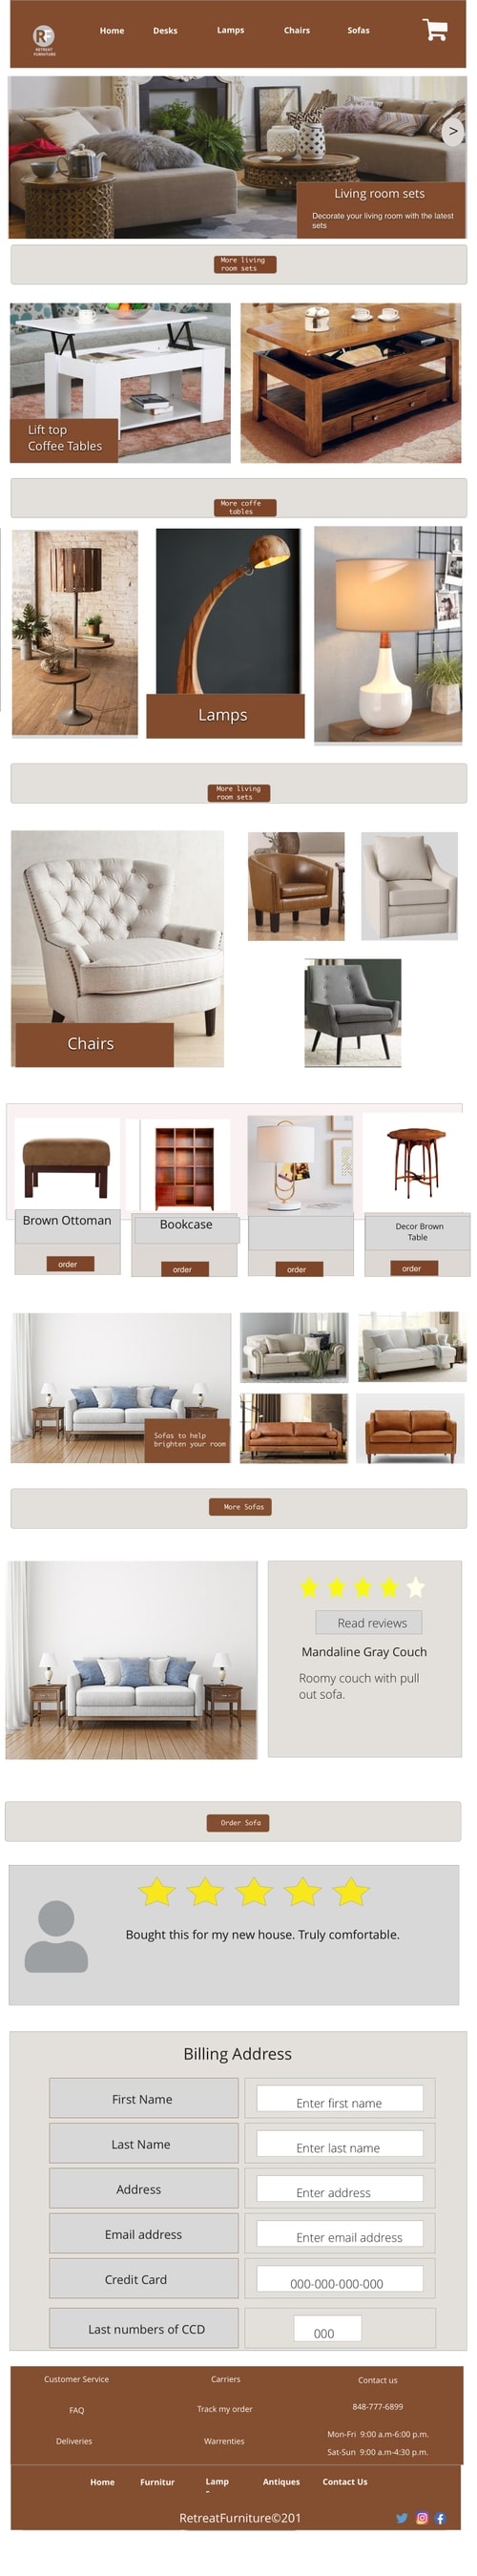 Home Desks Lamps Chairs Sofas
RF
RETREAT
FURNITURE
>
Living room sets
Decorate your living room with the latest
sets
More living
room sets
Lift top
Coffee Tables
More coffe
tables
Lamps
More living
room sets
Chairs
Brown Ottoman
Bookcase
Decor Brown
Table
order
order
order
order
Sofas to help
brighten your room
More Sofas
Read reviews
Mandaline Gray Couch
Roomy couch with pull
out sofa.
Order Sofa
Bought this for my new house. Truly comfortable.
Billing Address
First Name Enter first name
Last Name Enter last name
Address Enter address
Email address Enter email address
Credit Card 000-000-000-000
Last numbers of CCD 000
Customer Service Carriers Contact us
FAQ Track my order 848-777-6899
Deliveries Warrenties Mon-Fri 9:00 a.m-6:00 p.m.
Sat-Sun 9:00 a.m-4:30 p.m.
Home Furnitur Lamp Antiques Contact Us
RetreatFurniture©201